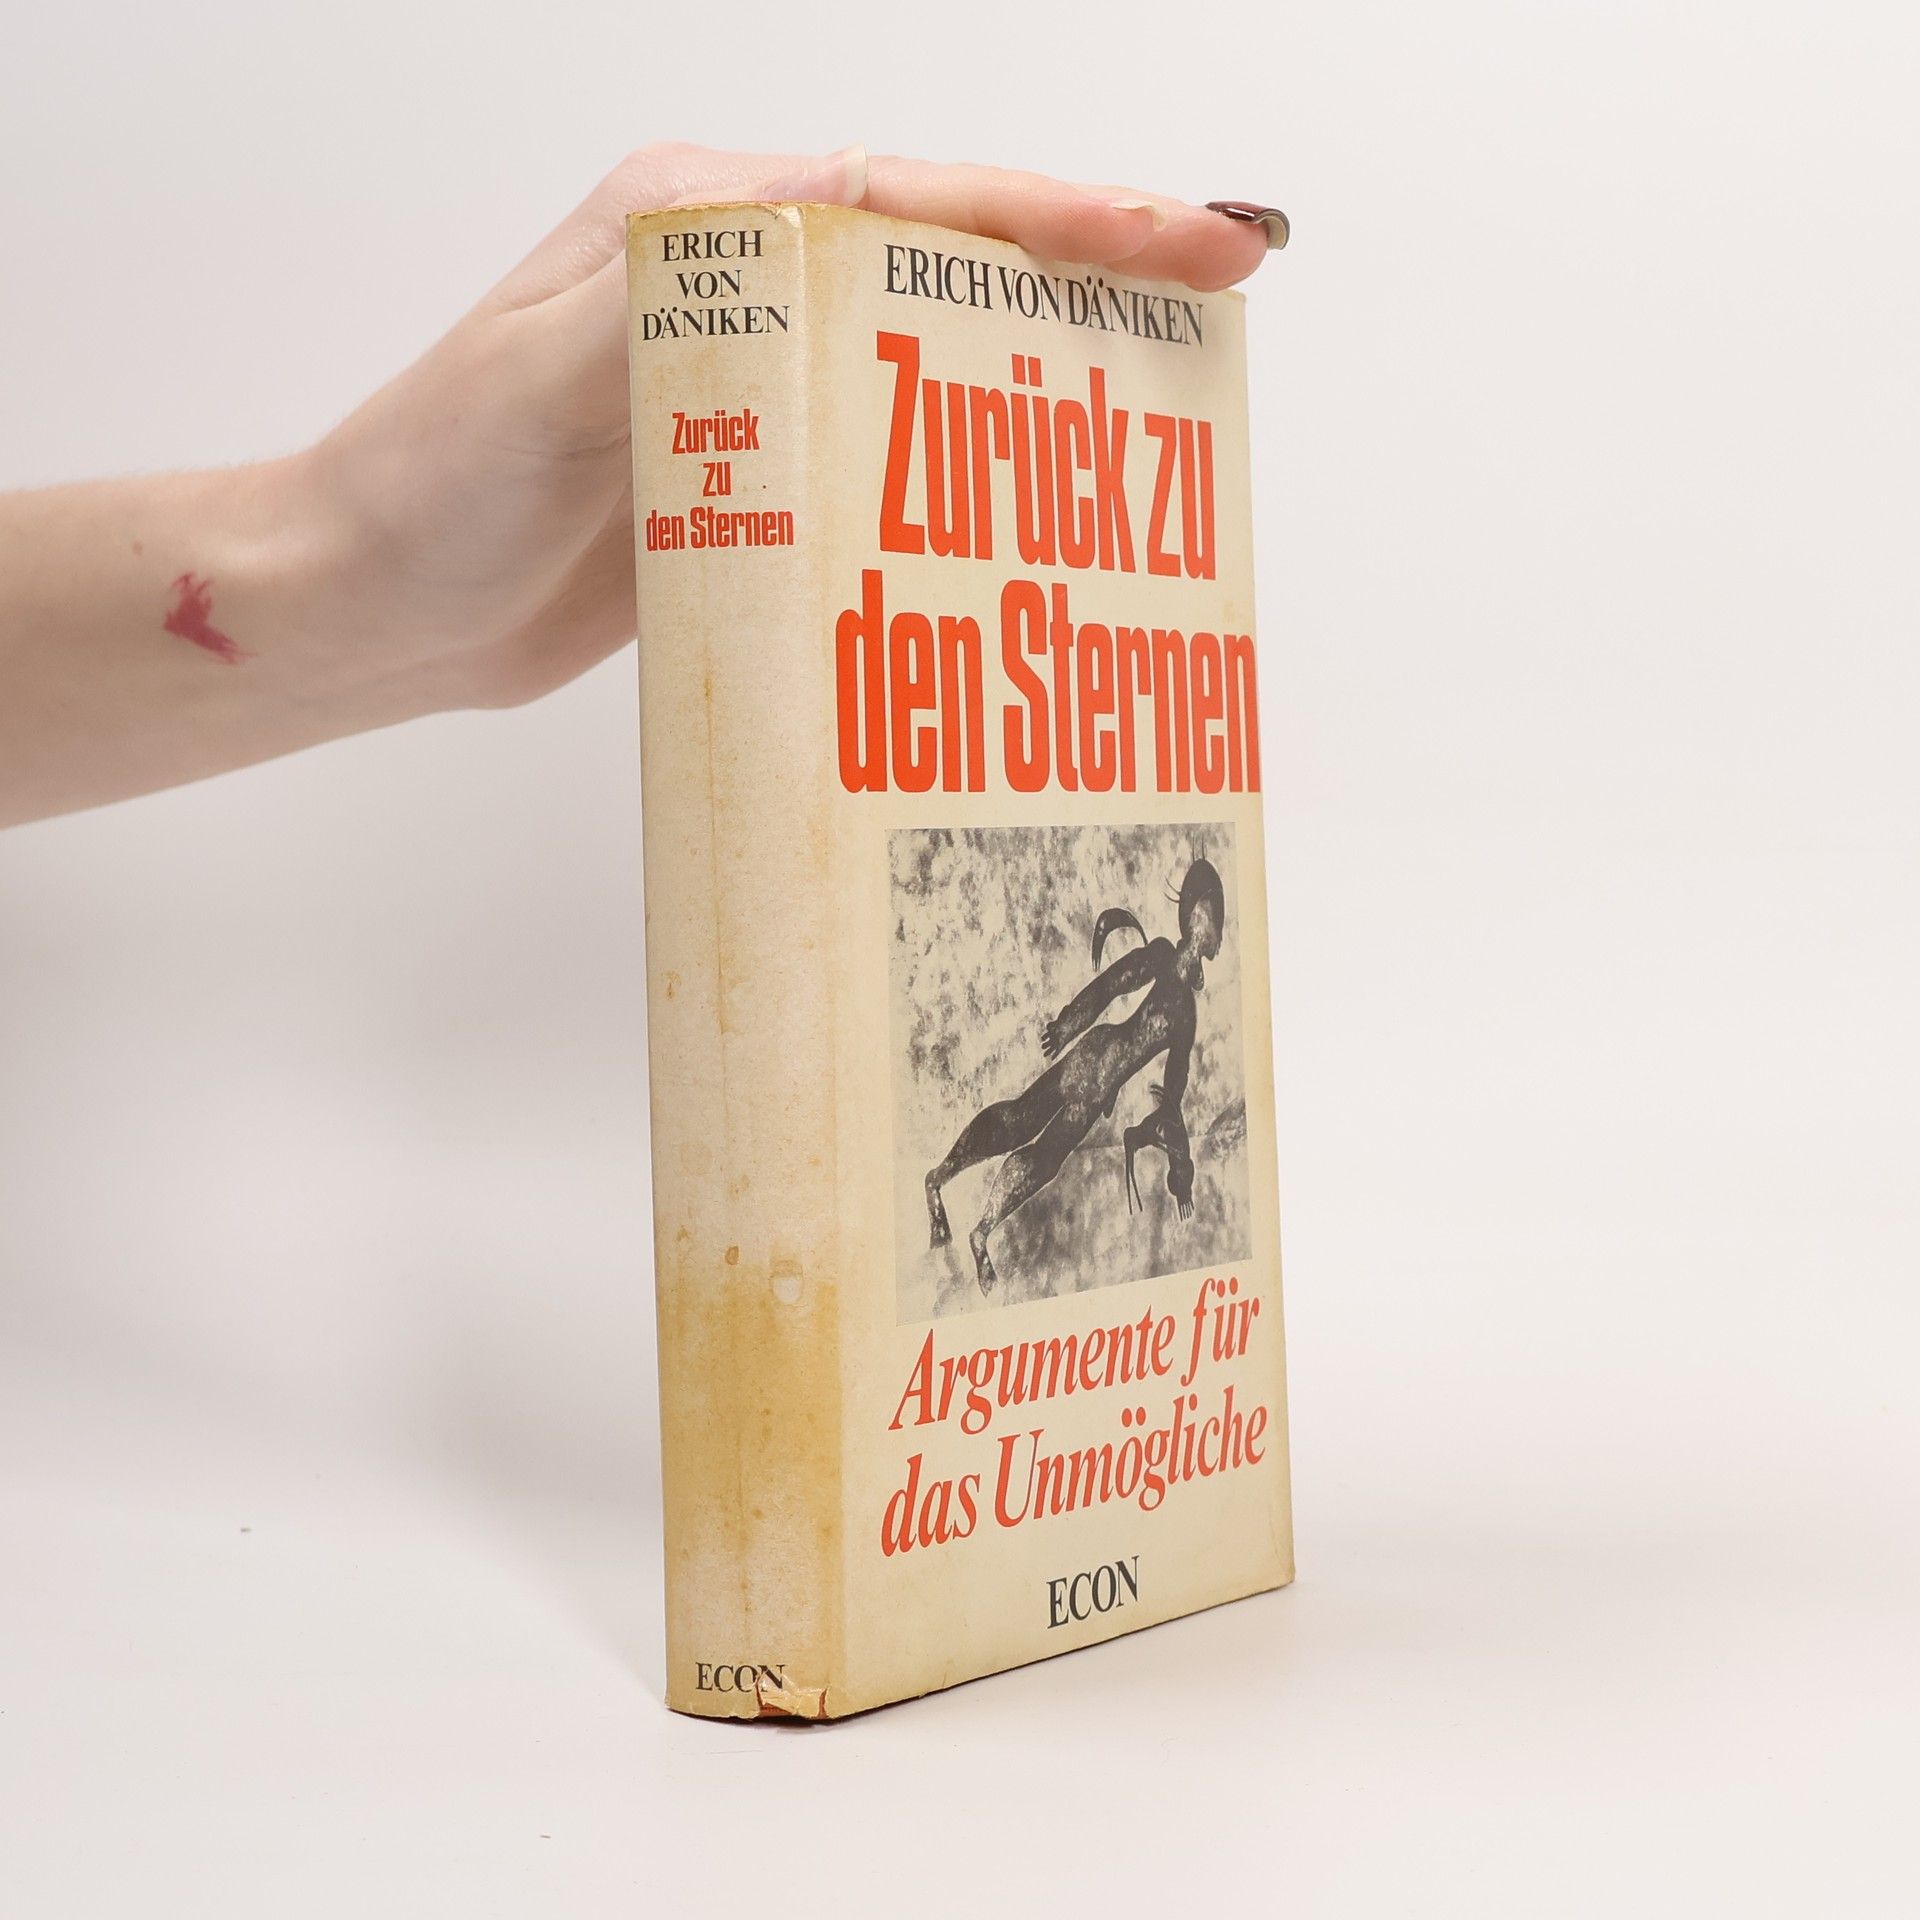 ERICH
VON
DÄNIKEN
Zurück
zu
den Sternen
ECON
ERICH VON DÄNIKEN
Zurück zu
den Sternen
Argumente für
das Unmögliche
ECON